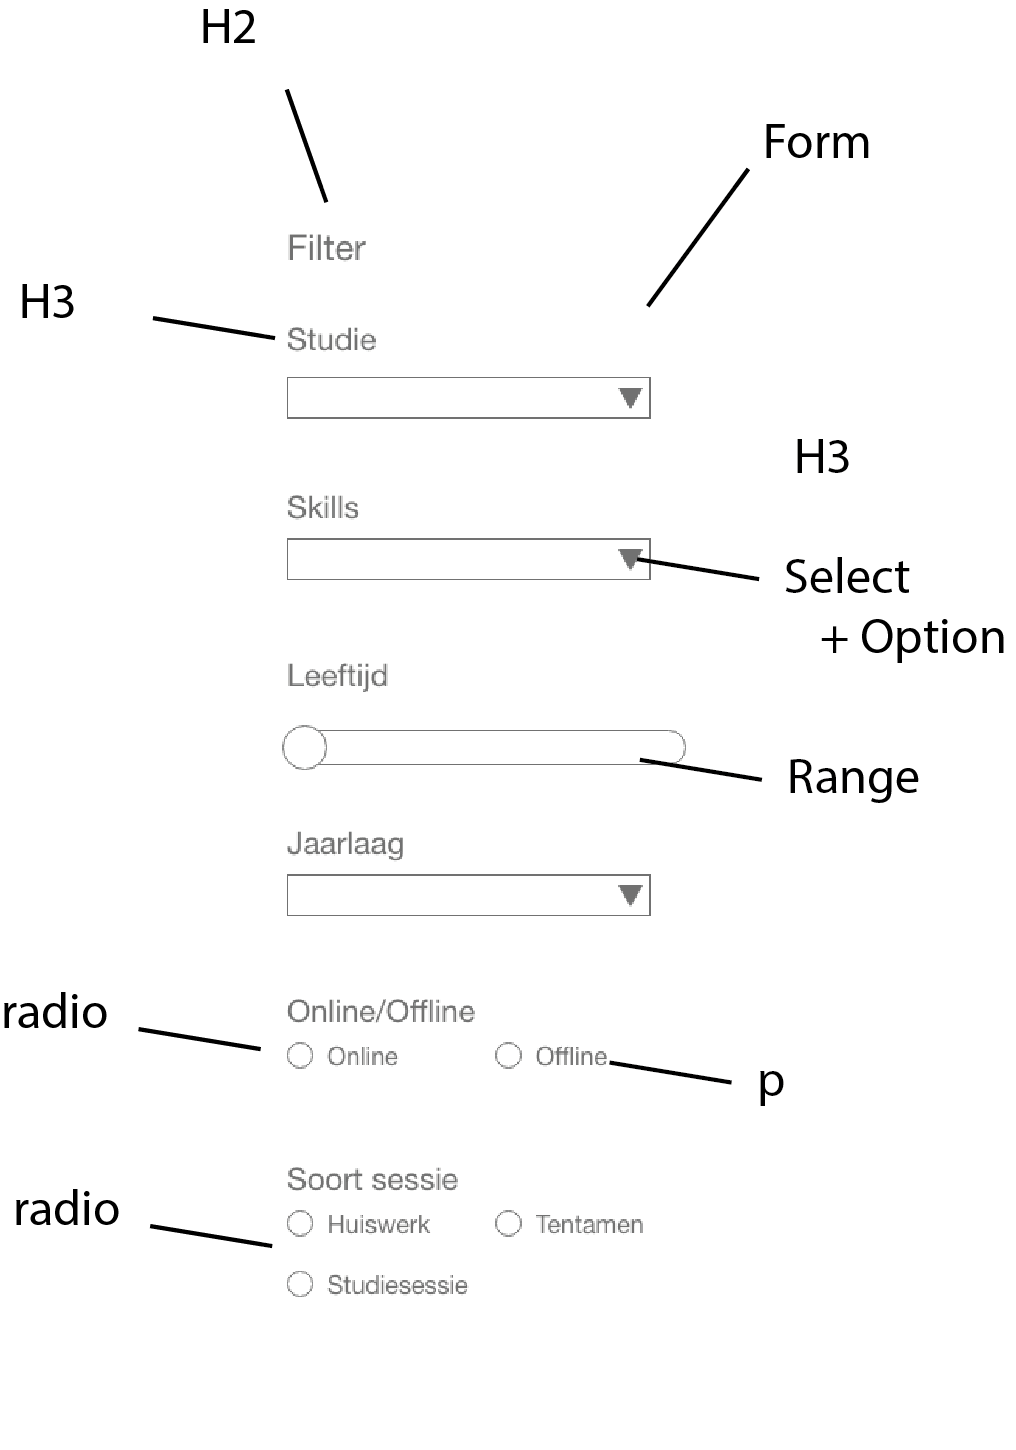 H2
Form
Filter
H3
Studie
H3
Skills
Select
+ Option
Leeftijd
Range
Jaarlaag
radio
Online/Offline
Online
Offline
p
Soort sessie
radio
Huiswerk
Tentamen
Studiesessie